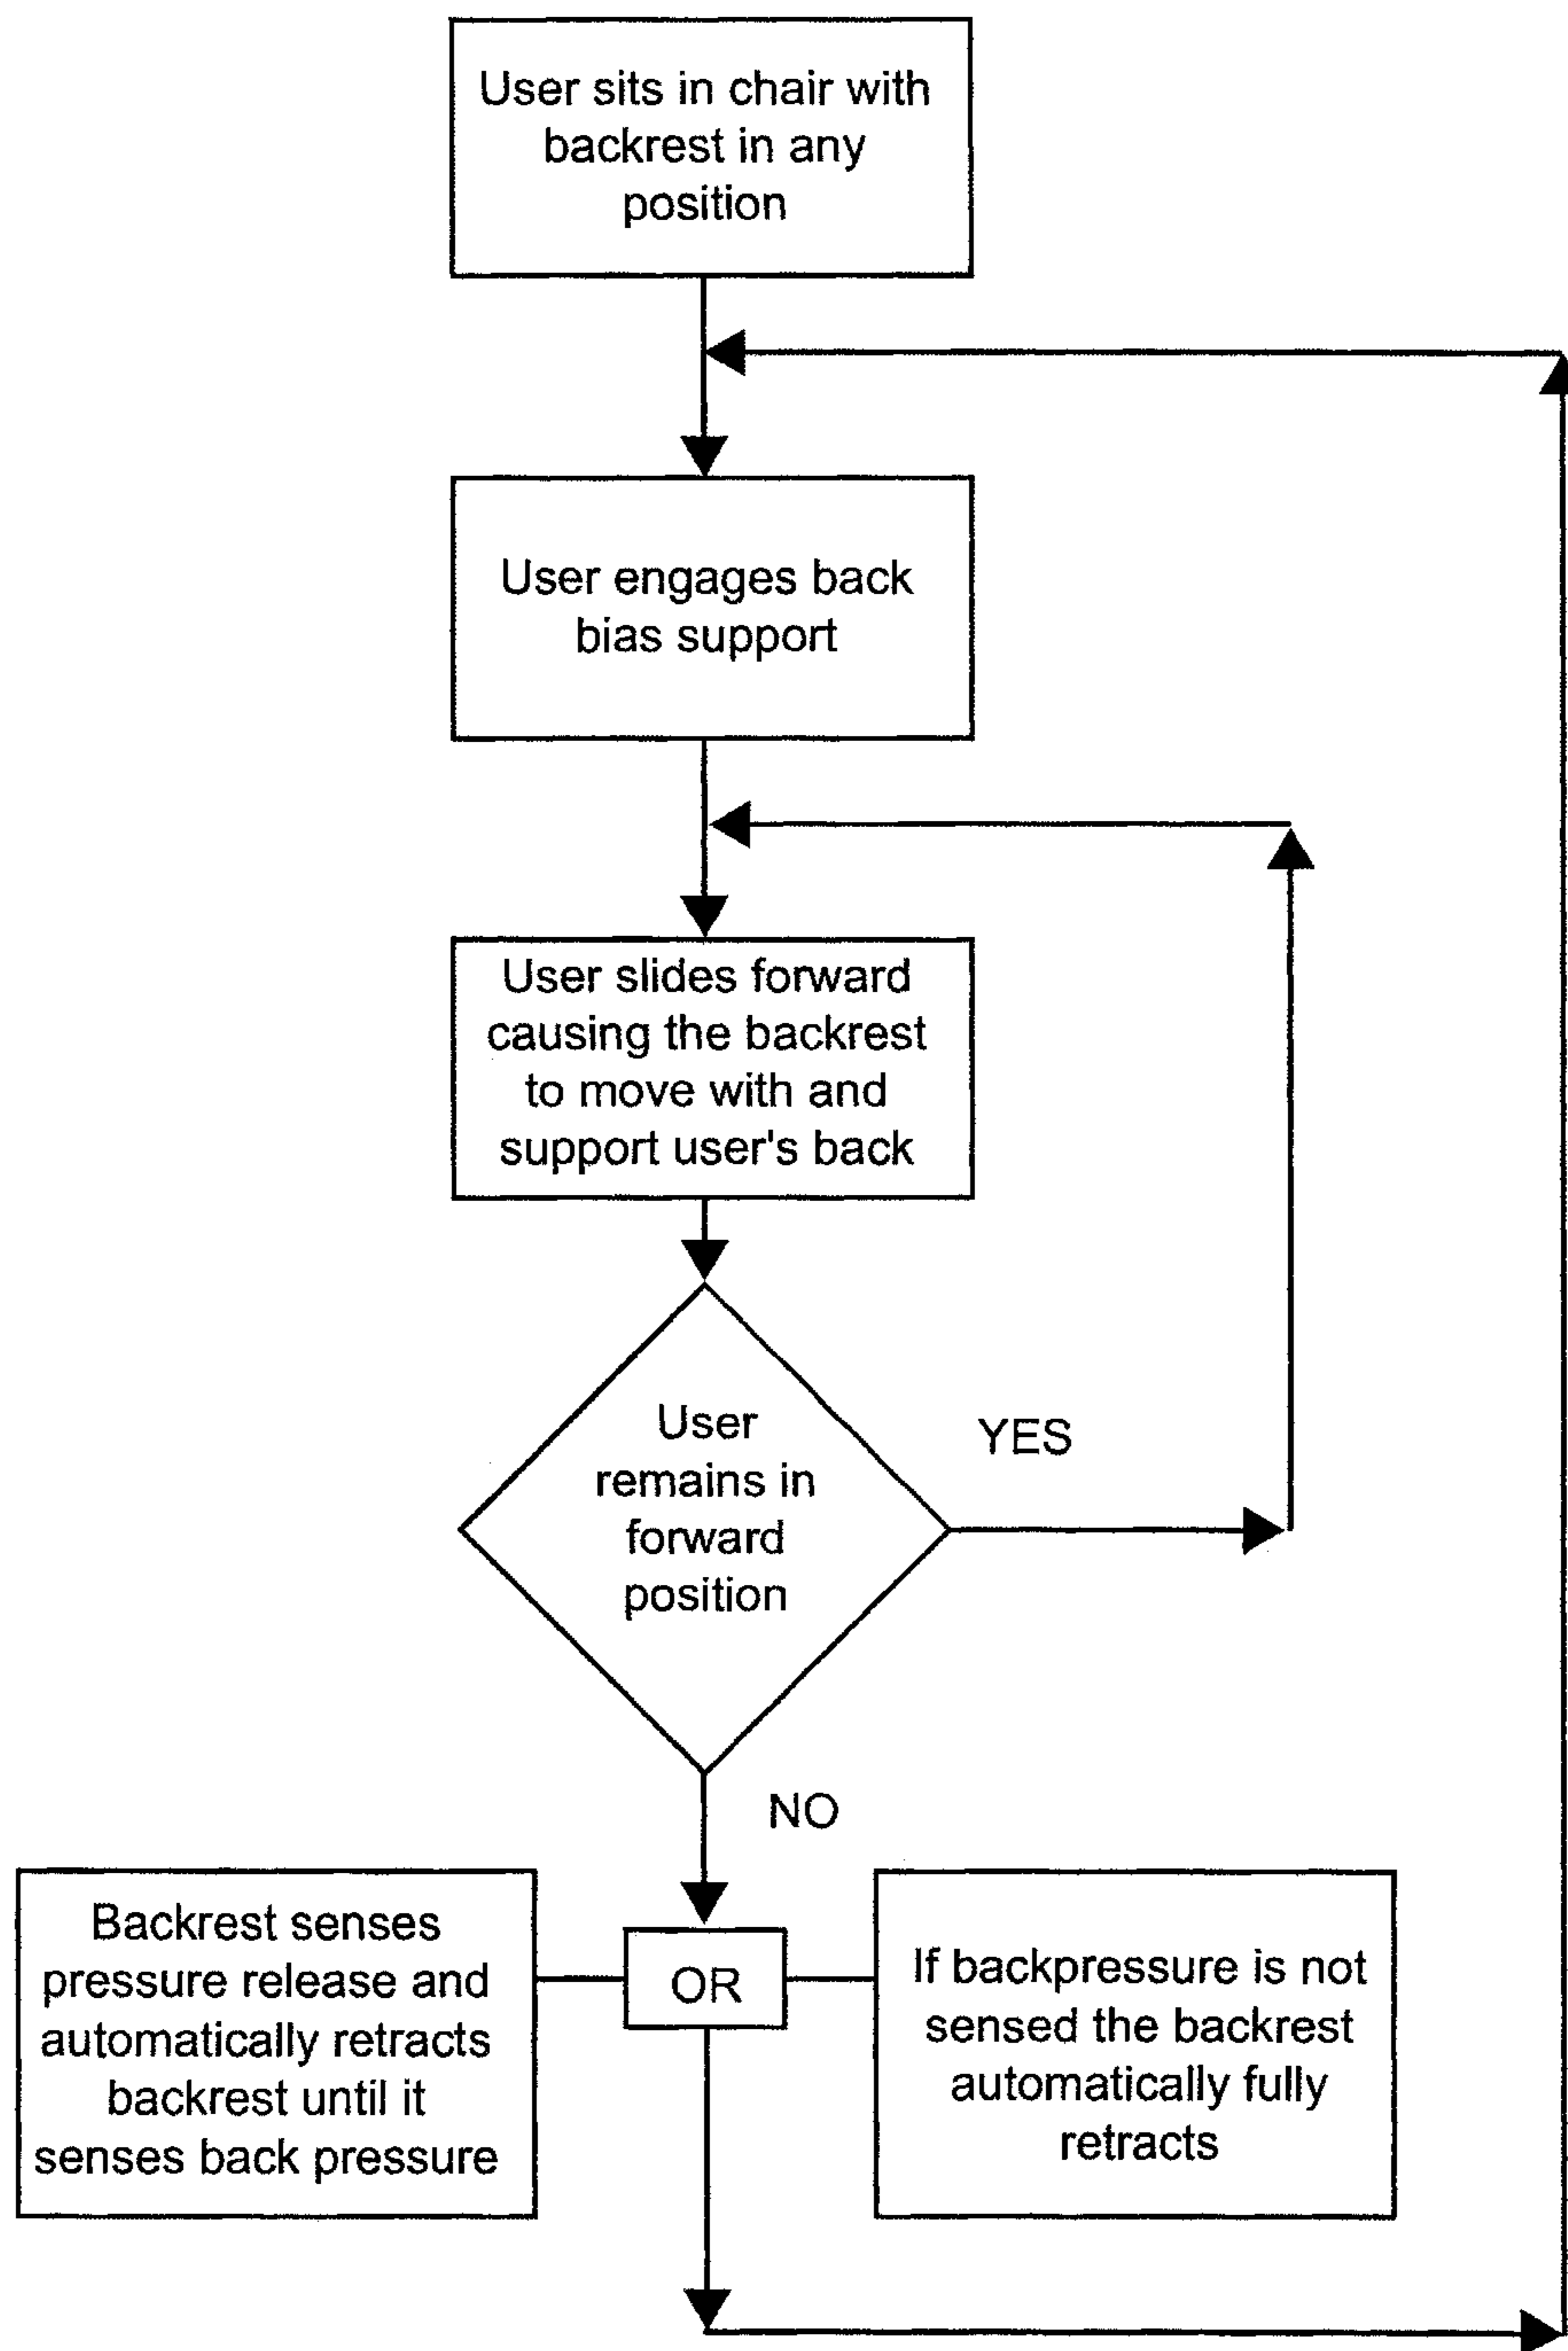 User sits in chair with
backrest in any
position
User engages back
bias support
User slides forward
causing the backrest
to move with and
support user's back
User
remains in
forward
position
YES
NO
Backrest senses
pressure release and
automatically retracts
backrest until it
senses back pressure
OR
If backpressure is not
sensed the backrest
automatically fully
retracts